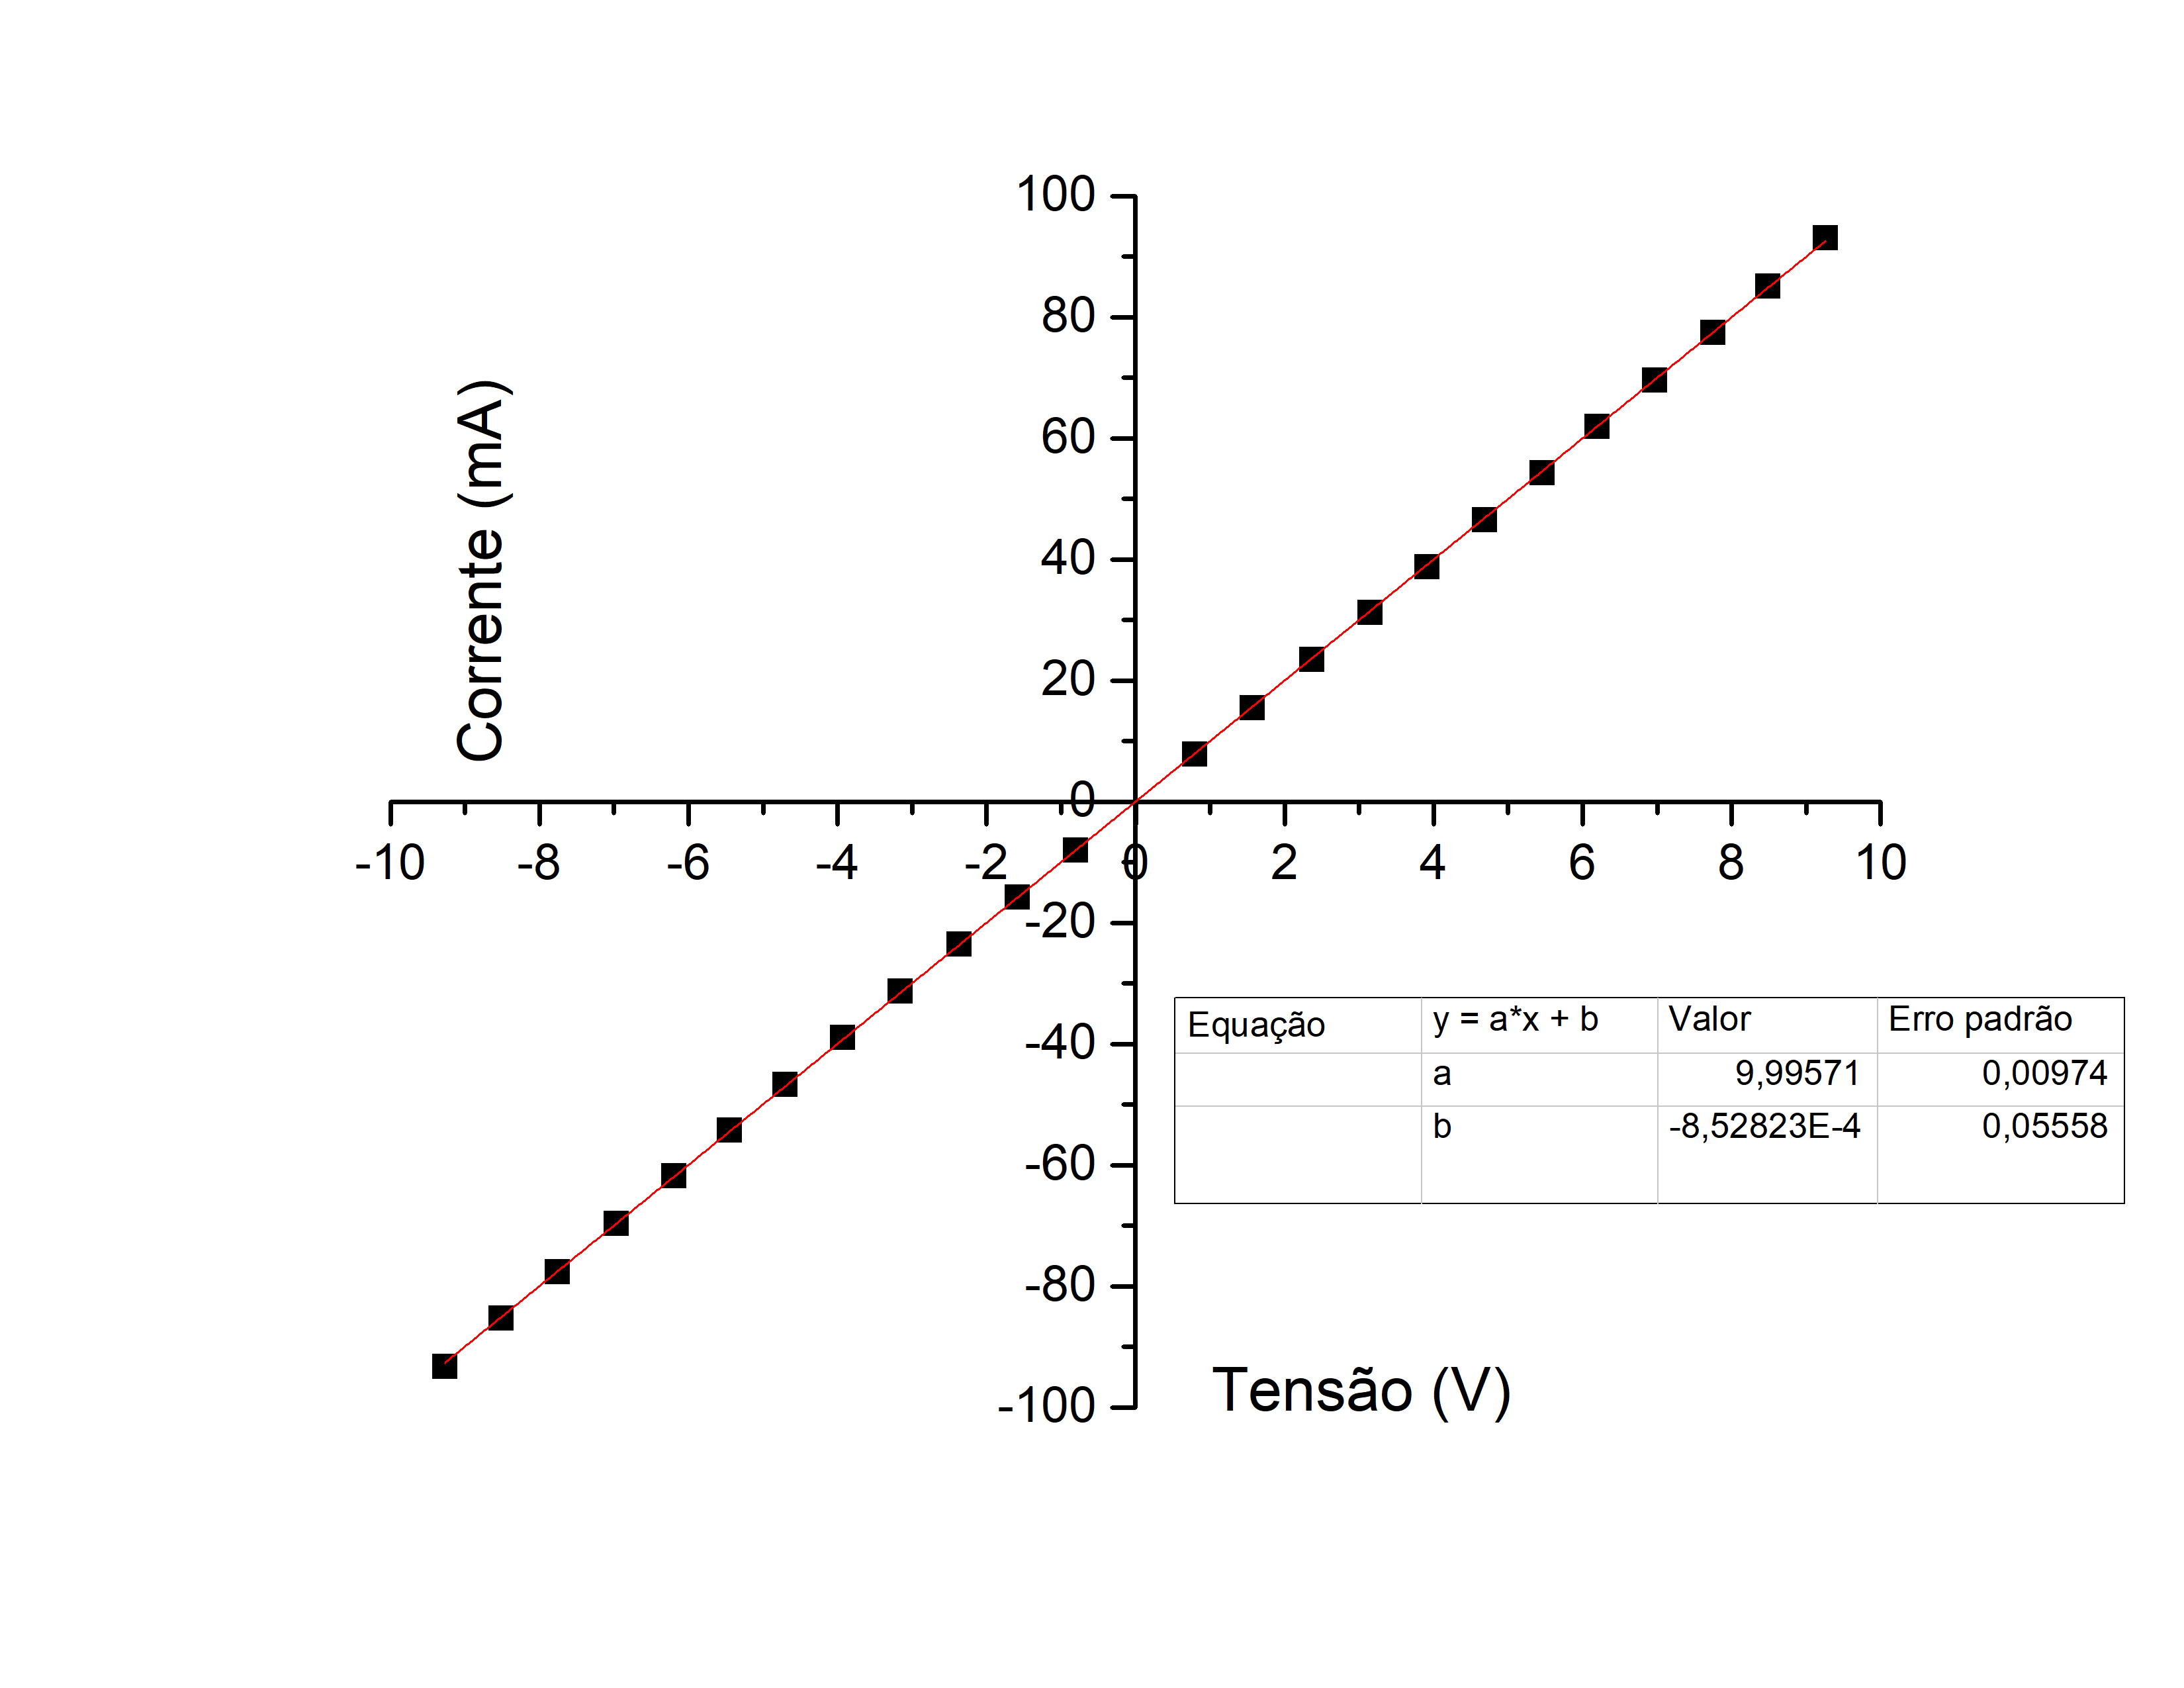 Corrente (mA)
100
80
60
40
20
0
-10 -8 -6 -4 -2 0 2 4 6 8 10
-20
-40
-60
-80
-100
Equação y = a*x + b Valor Erro padrão
a 9,99571 0,00974
b -8,52823E-4 0,05558
Tensão (V)